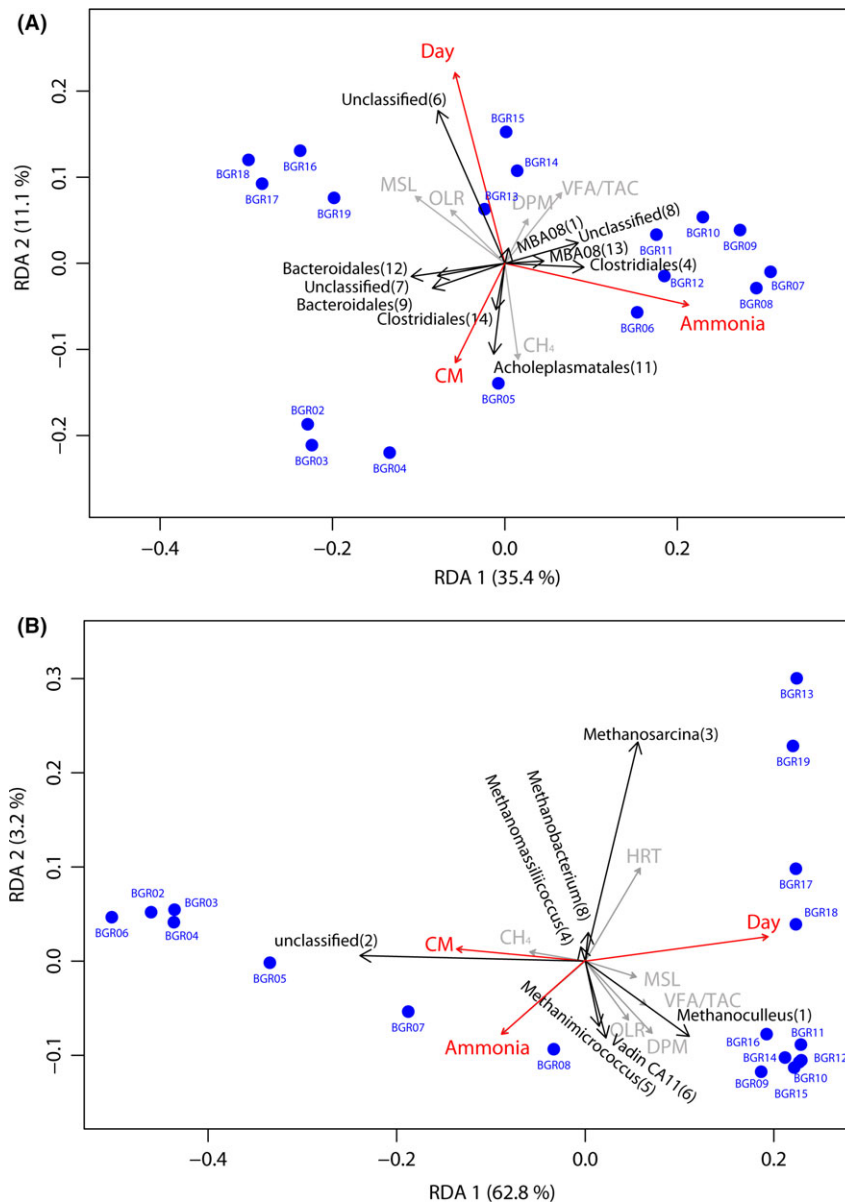 (A)
Day
Unclassified(6)
BGR15
BGR14
BGR16
BGR18
BGR17
BGR19
BGR13
MSL
OLR
DPM
VFA/TAC
MBA08(1)
Unclassified(8)
MBA08(13)
Clostridiales(4)
BGR10
BGR09
BGR11
BGR12
BGR07
BGR08
BGR06
Bacteroidales(12)
Unclassified(7)
Bacteroidales(9)
Clostridiales(14)
Ammonia
CH4
CM
Acholeplasmatales(11)
BGR05
BGR02
BGR03
BGR04
0.2
0.1
0.0
−0.1
−0.2
RDA 2 (11.1 %)
−0.4
−0.2
0.0
0.2
RDA 1 (35.4 %)
(B)
BGR13
Methanosarcina(3)
BGR19
Methanobacterium(8)
Methanomassiliicoccus(4)
HRT
BGR17
BGR18
Day
BGR02
BGR03
BGR06
BGR04
unclassified(2)
CM
CH4
BGR05
MSL
VFA/TAC
Methanoculleus(1)
BGR07
Ammonia
BGR08
OLR
DPM
Vadin CA11(6)
Methanimicrococcus(5)
BGR16
BGR11
BGR14
BGR12
BGR09
BGR10
BGR15
0.3
0.2
0.1
0.0
−0.1
RDA 2 (3.2 %)
−0.4
−0.2
0.0
0.2
RDA 1 (62.8 %)